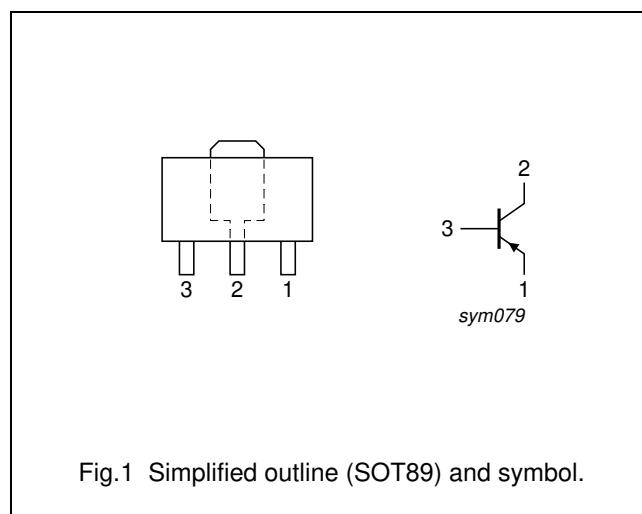 2
3
3 2 1
1
sym079
Fig.1 Simplified outline (SOT89) and symbol.